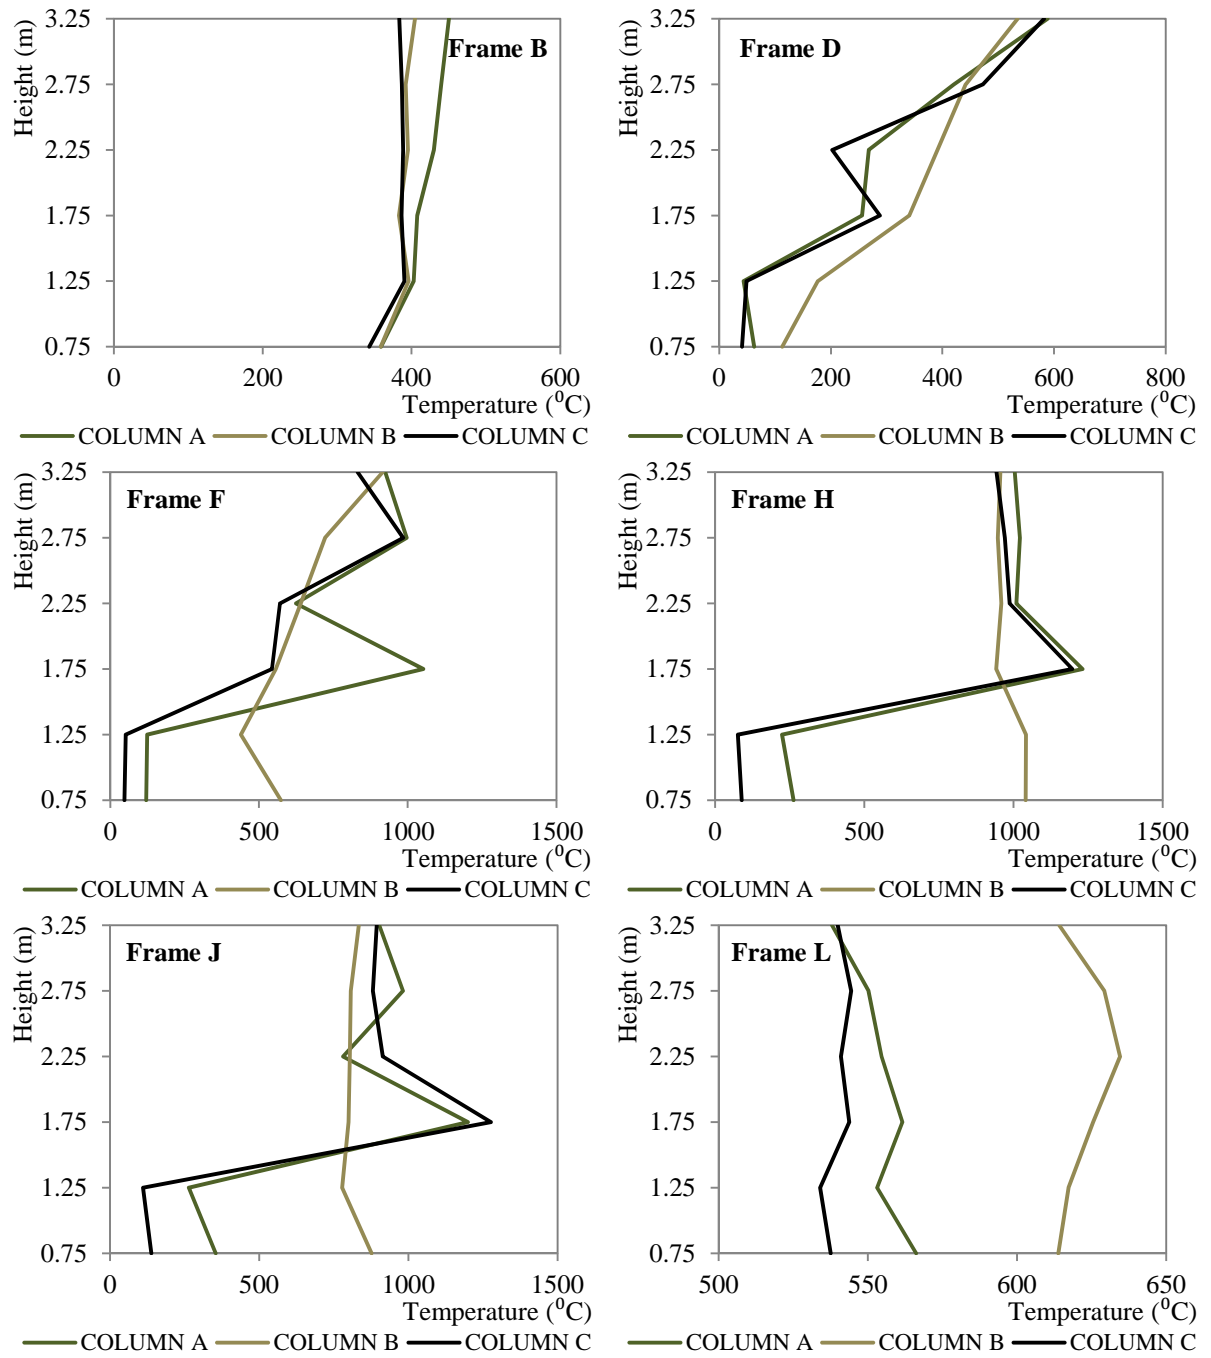 Frame B
Height (m)
3.25
2.75
2.25
1.75
1.25
0.75
0 200 400 600
Temperature (⁰C)
COLUMN A COLUMN B COLUMN C
Frame D
Height (m)
3.25
2.75
2.25
1.75
1.25
0.75
0 200 400 600 800
Temperature (⁰C)
COLUMN A COLUMN B COLUMN C
Frame F
Height (m)
3.25
2.75
2.25
1.75
1.25
0.75
0 500 1000 1500
Temperature (⁰C)
COLUMN A COLUMN B COLUMN C
Frame H
Height (m)
3.25
2.75
2.25
1.75
1.25
0.75
0 500 1000 1500
Temperature (⁰C)
COLUMN A COLUMN B COLUMN C
Frame J
Height (m)
3.25
2.75
2.25
1.75
1.25
0.75
0 500 1000 1500
Temperature (⁰C)
COLUMN A COLUMN B COLUMN C
Frame L
Height (m)
3.25
2.75
2.25
1.75
1.25
0.75
500 550 600 650
Temperature (⁰C)
COLUMN A COLUMN B COLUMN C